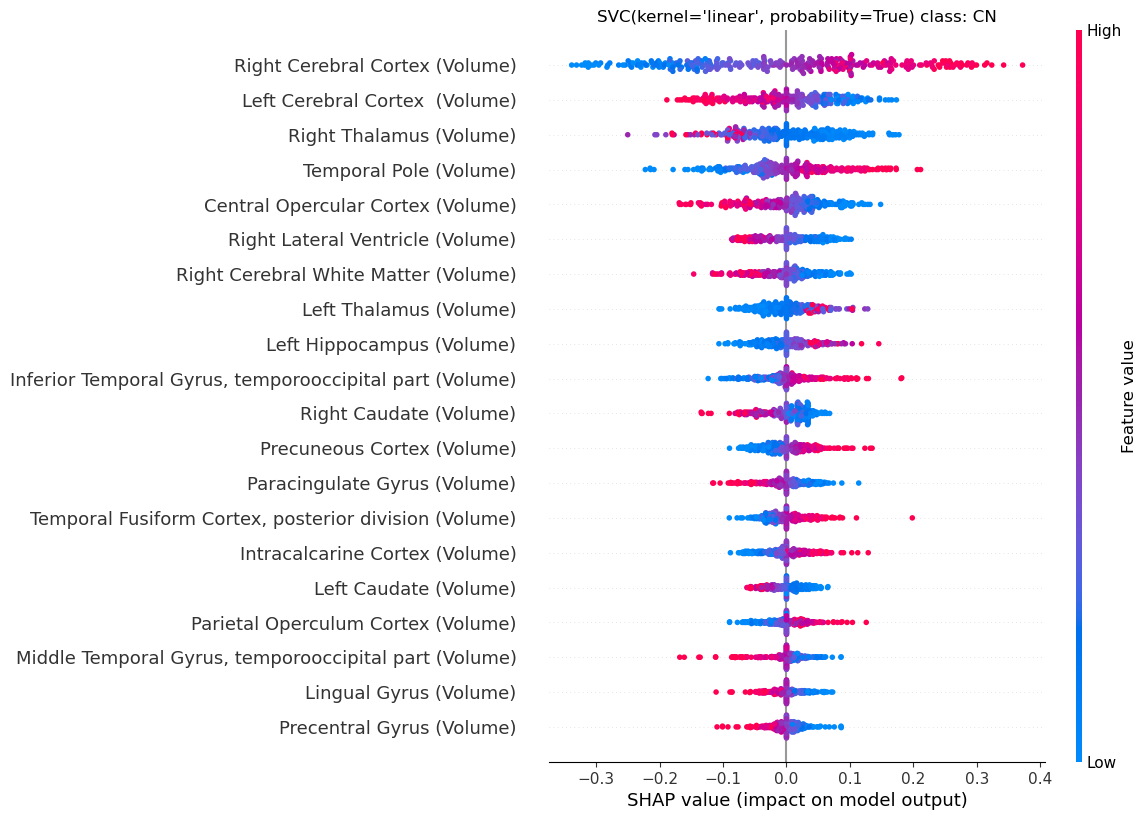 SVC(kernel='linear', probability=True) class: CN
High
Right Cerebral Cortex (Volume)
Left Cerebral Cortex  (Volume)
Right Thalamus (Volume)
Temporal Pole (Volume)
Central Opercular Cortex (Volume)
Right Lateral Ventricle (Volume)
Right Cerebral White Matter (Volume)
Left Thalamus (Volume)
Left Hippocampus (Volume)
Inferior Temporal Gyrus, temporooccipital part (Volume)
Right Caudate (Volume)
Precuneous Cortex (Volume)
Paracingulate Gyrus (Volume)
Temporal Fusiform Cortex, posterior division (Volume)
Intracalcarine Cortex (Volume)
Left Caudate (Volume)
Parietal Operculum Cortex (Volume)
Middle Temporal Gyrus, temporooccipital part (Volume)
Lingual Gyrus (Volume)
Precentral Gyrus (Volume)
Feature value
Low
−0.3 −0.2 −0.1 0.0 0.1 0.2 0.3 0.4
SHAP value (impact on model output)